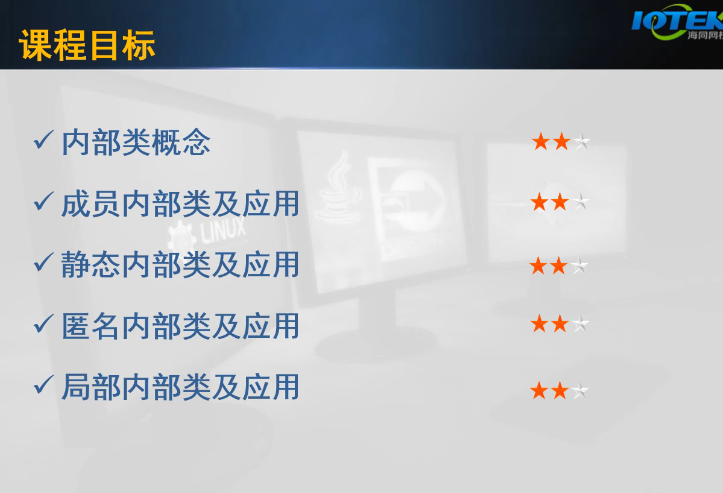 课程目标
IOTEK
海同网校
内部类概念
成员内部类及应用
LINUX
静态内部类及应用
匿名内部类及应用
局部内部类及应用